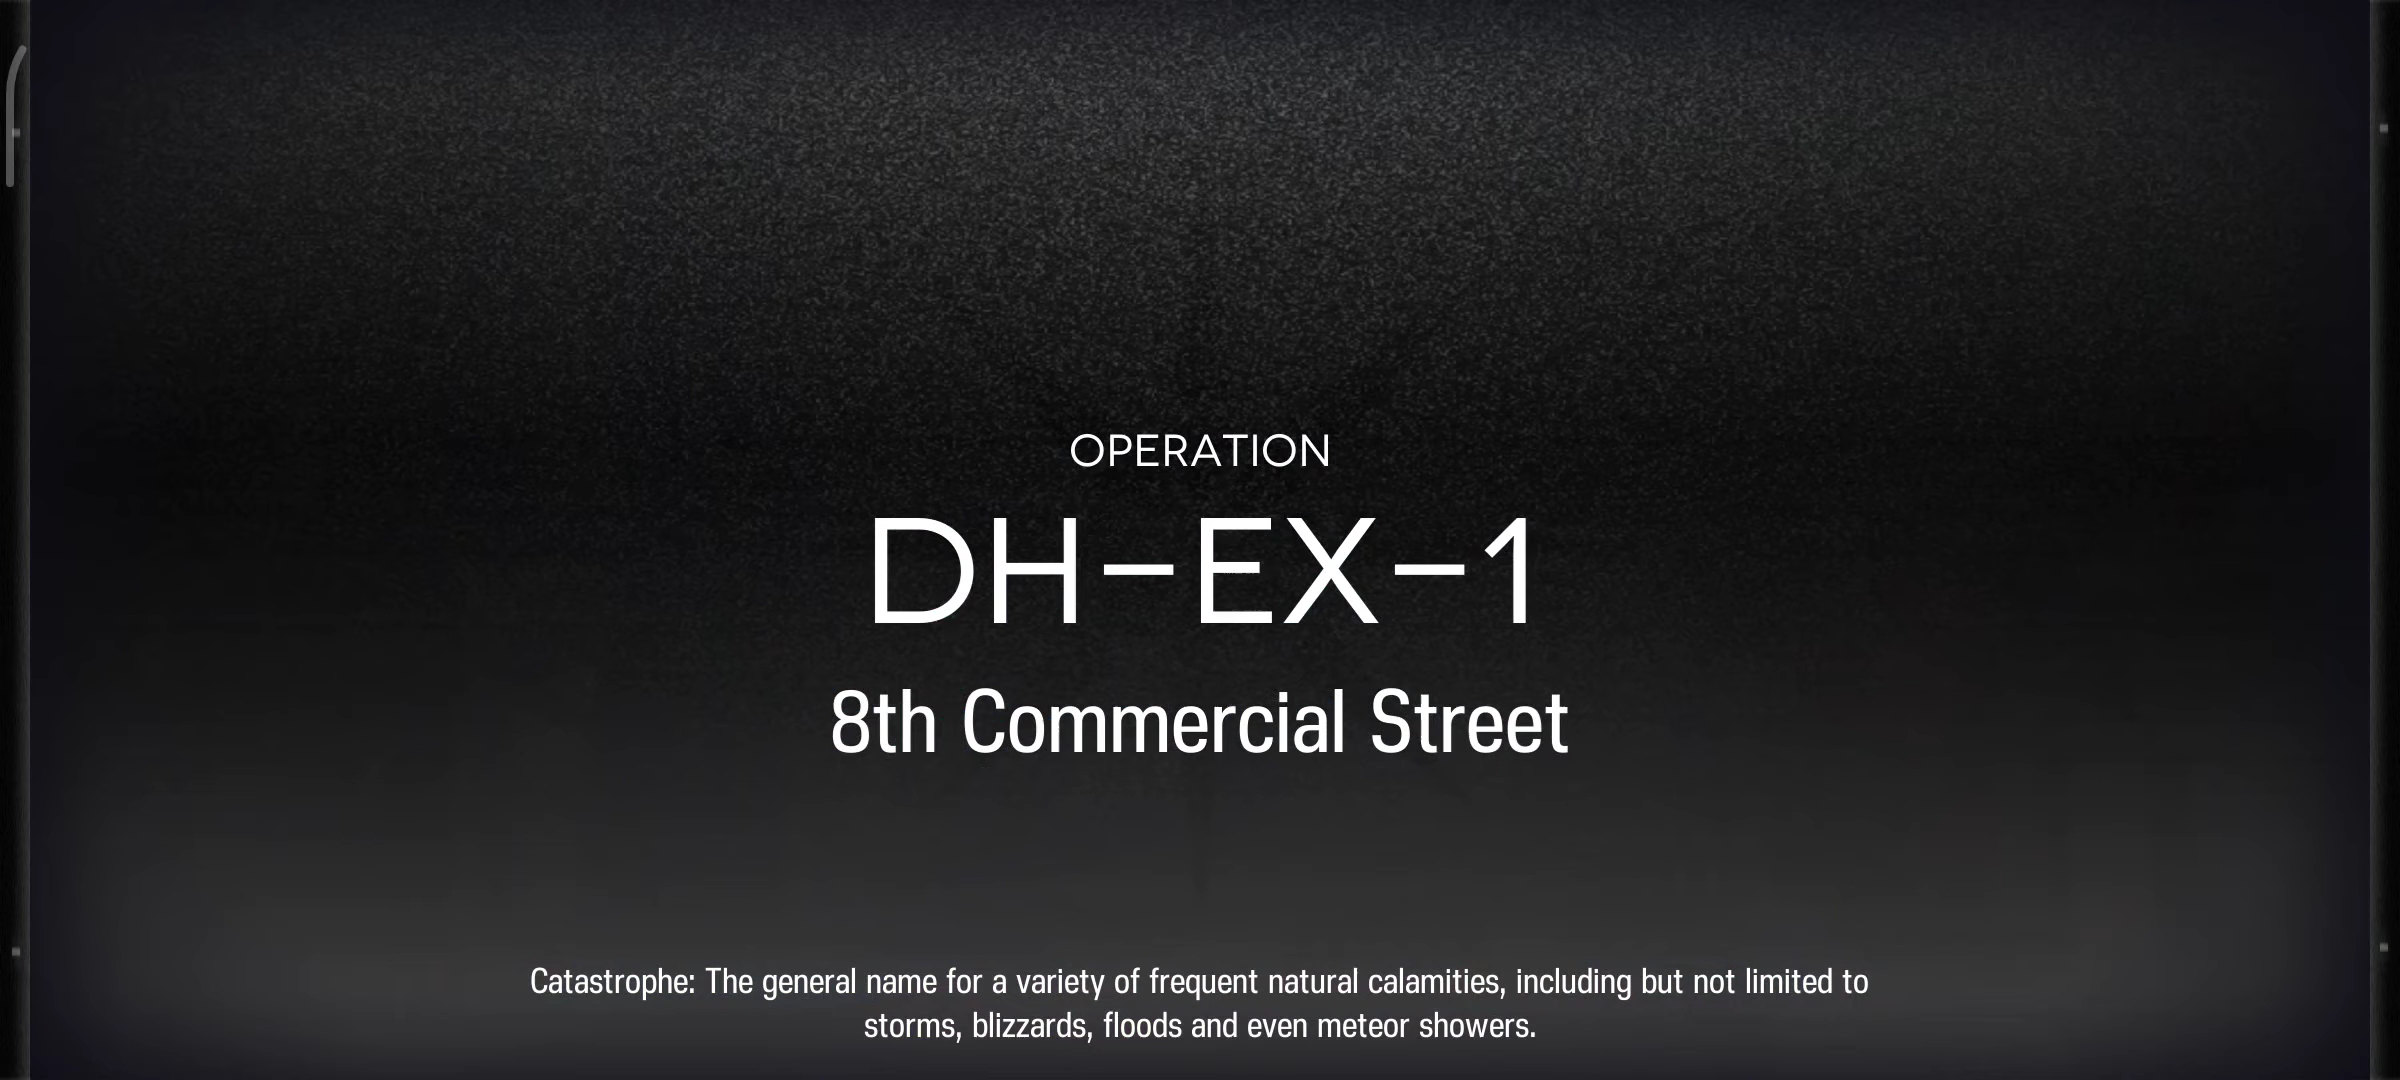 OPERATION
DH-EX-1
8th Commercial Street
Catastrophe: The general name for a variety of frequent natural calamities, including but not limited to
storms, blizzards, floods and even meteor showers.